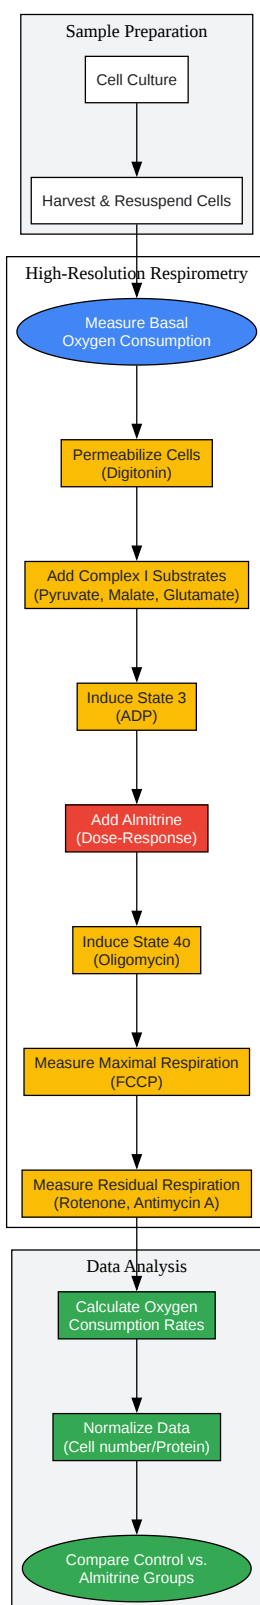 Sample Preparation
Cell Culture
Harvest & Resuspend Cells
High-Resolution Respirometry
Measure Basal
Oxygen Consumption
Permeabilize Cells
(Digitonin)
Add Complex I Substrates
(Pyruvate, Malate, Glutamate)
Induce State 3
(ADP)
Add Almitrine
(Dose-Response)
Induce State 4o
(Oligomycin)
Measure Maximal Respiration
(FCCP)
Measure Residual Respiration
(Rotenone, Antimycin A)
Data Analysis
Calculate Oxygen
Consumption Rates
Normalize Data
(Cell number/Protein)
Compare Control vs.
Almitrine Groups